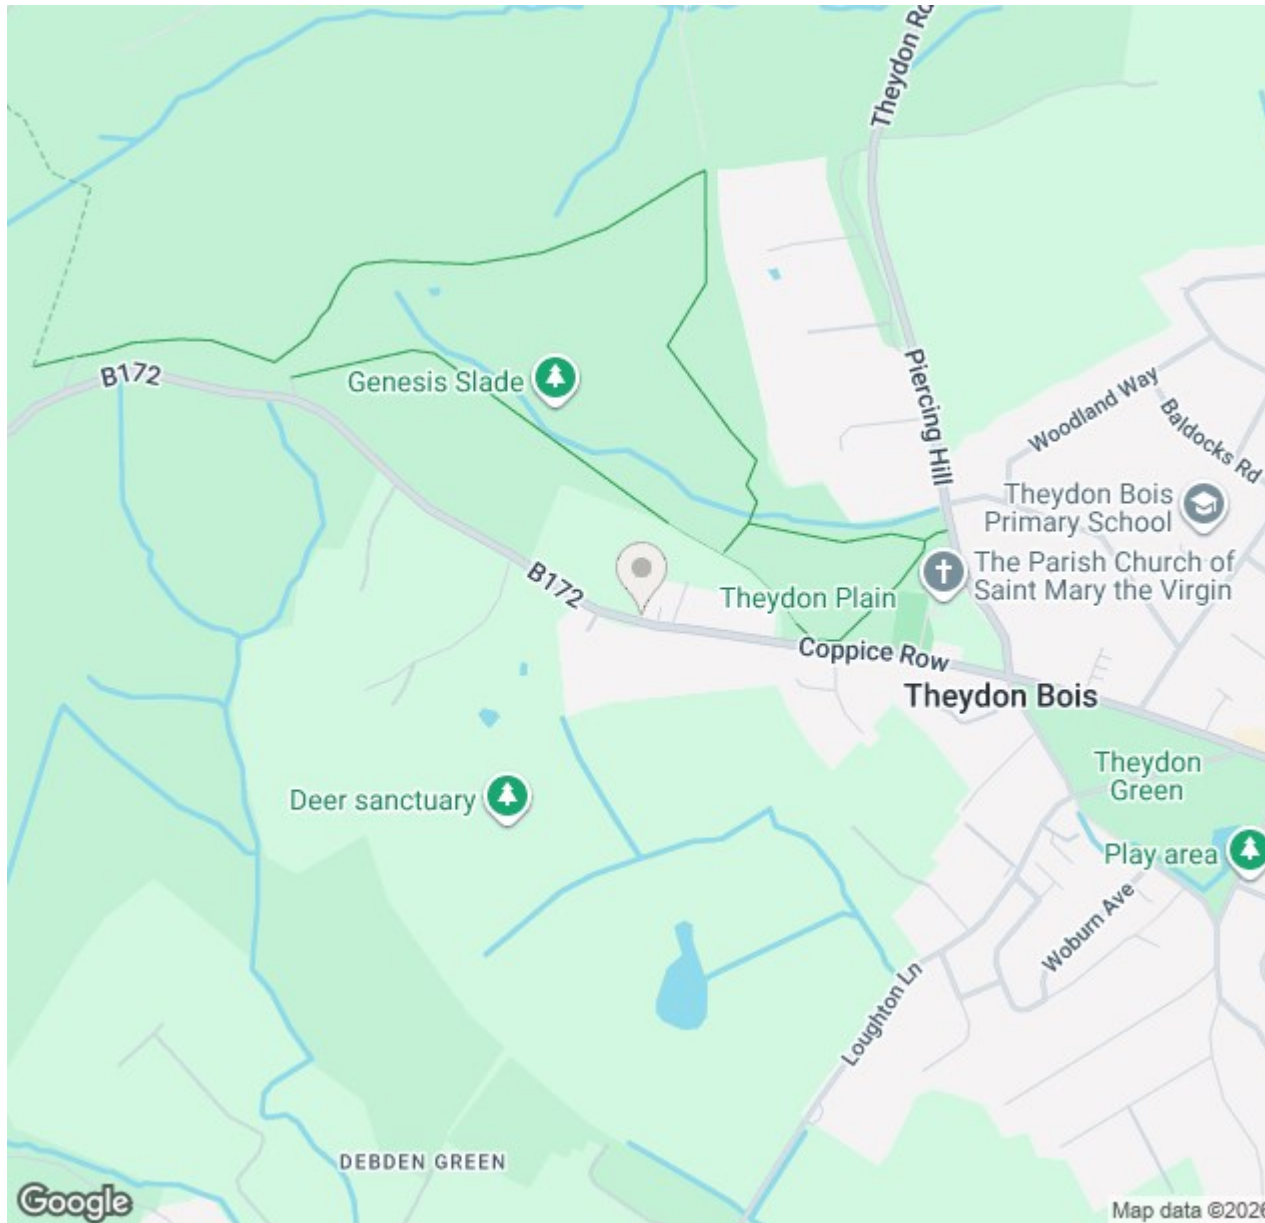 Theydon Rd
B172
Genesis Slade
Piercing Hill
Woodland Way
Baldocks Rd
Theydon Bois
Primary School
The Parish Church of
Saint Mary the Virgin
B172
Theydon Plain
Coppice Row
Theydon Bois
Theydon
Green
Deer sanctuary
Play area
Woburn Ave
Loughton Ln
DEBDEN GREEN
Google
Map data ©2026